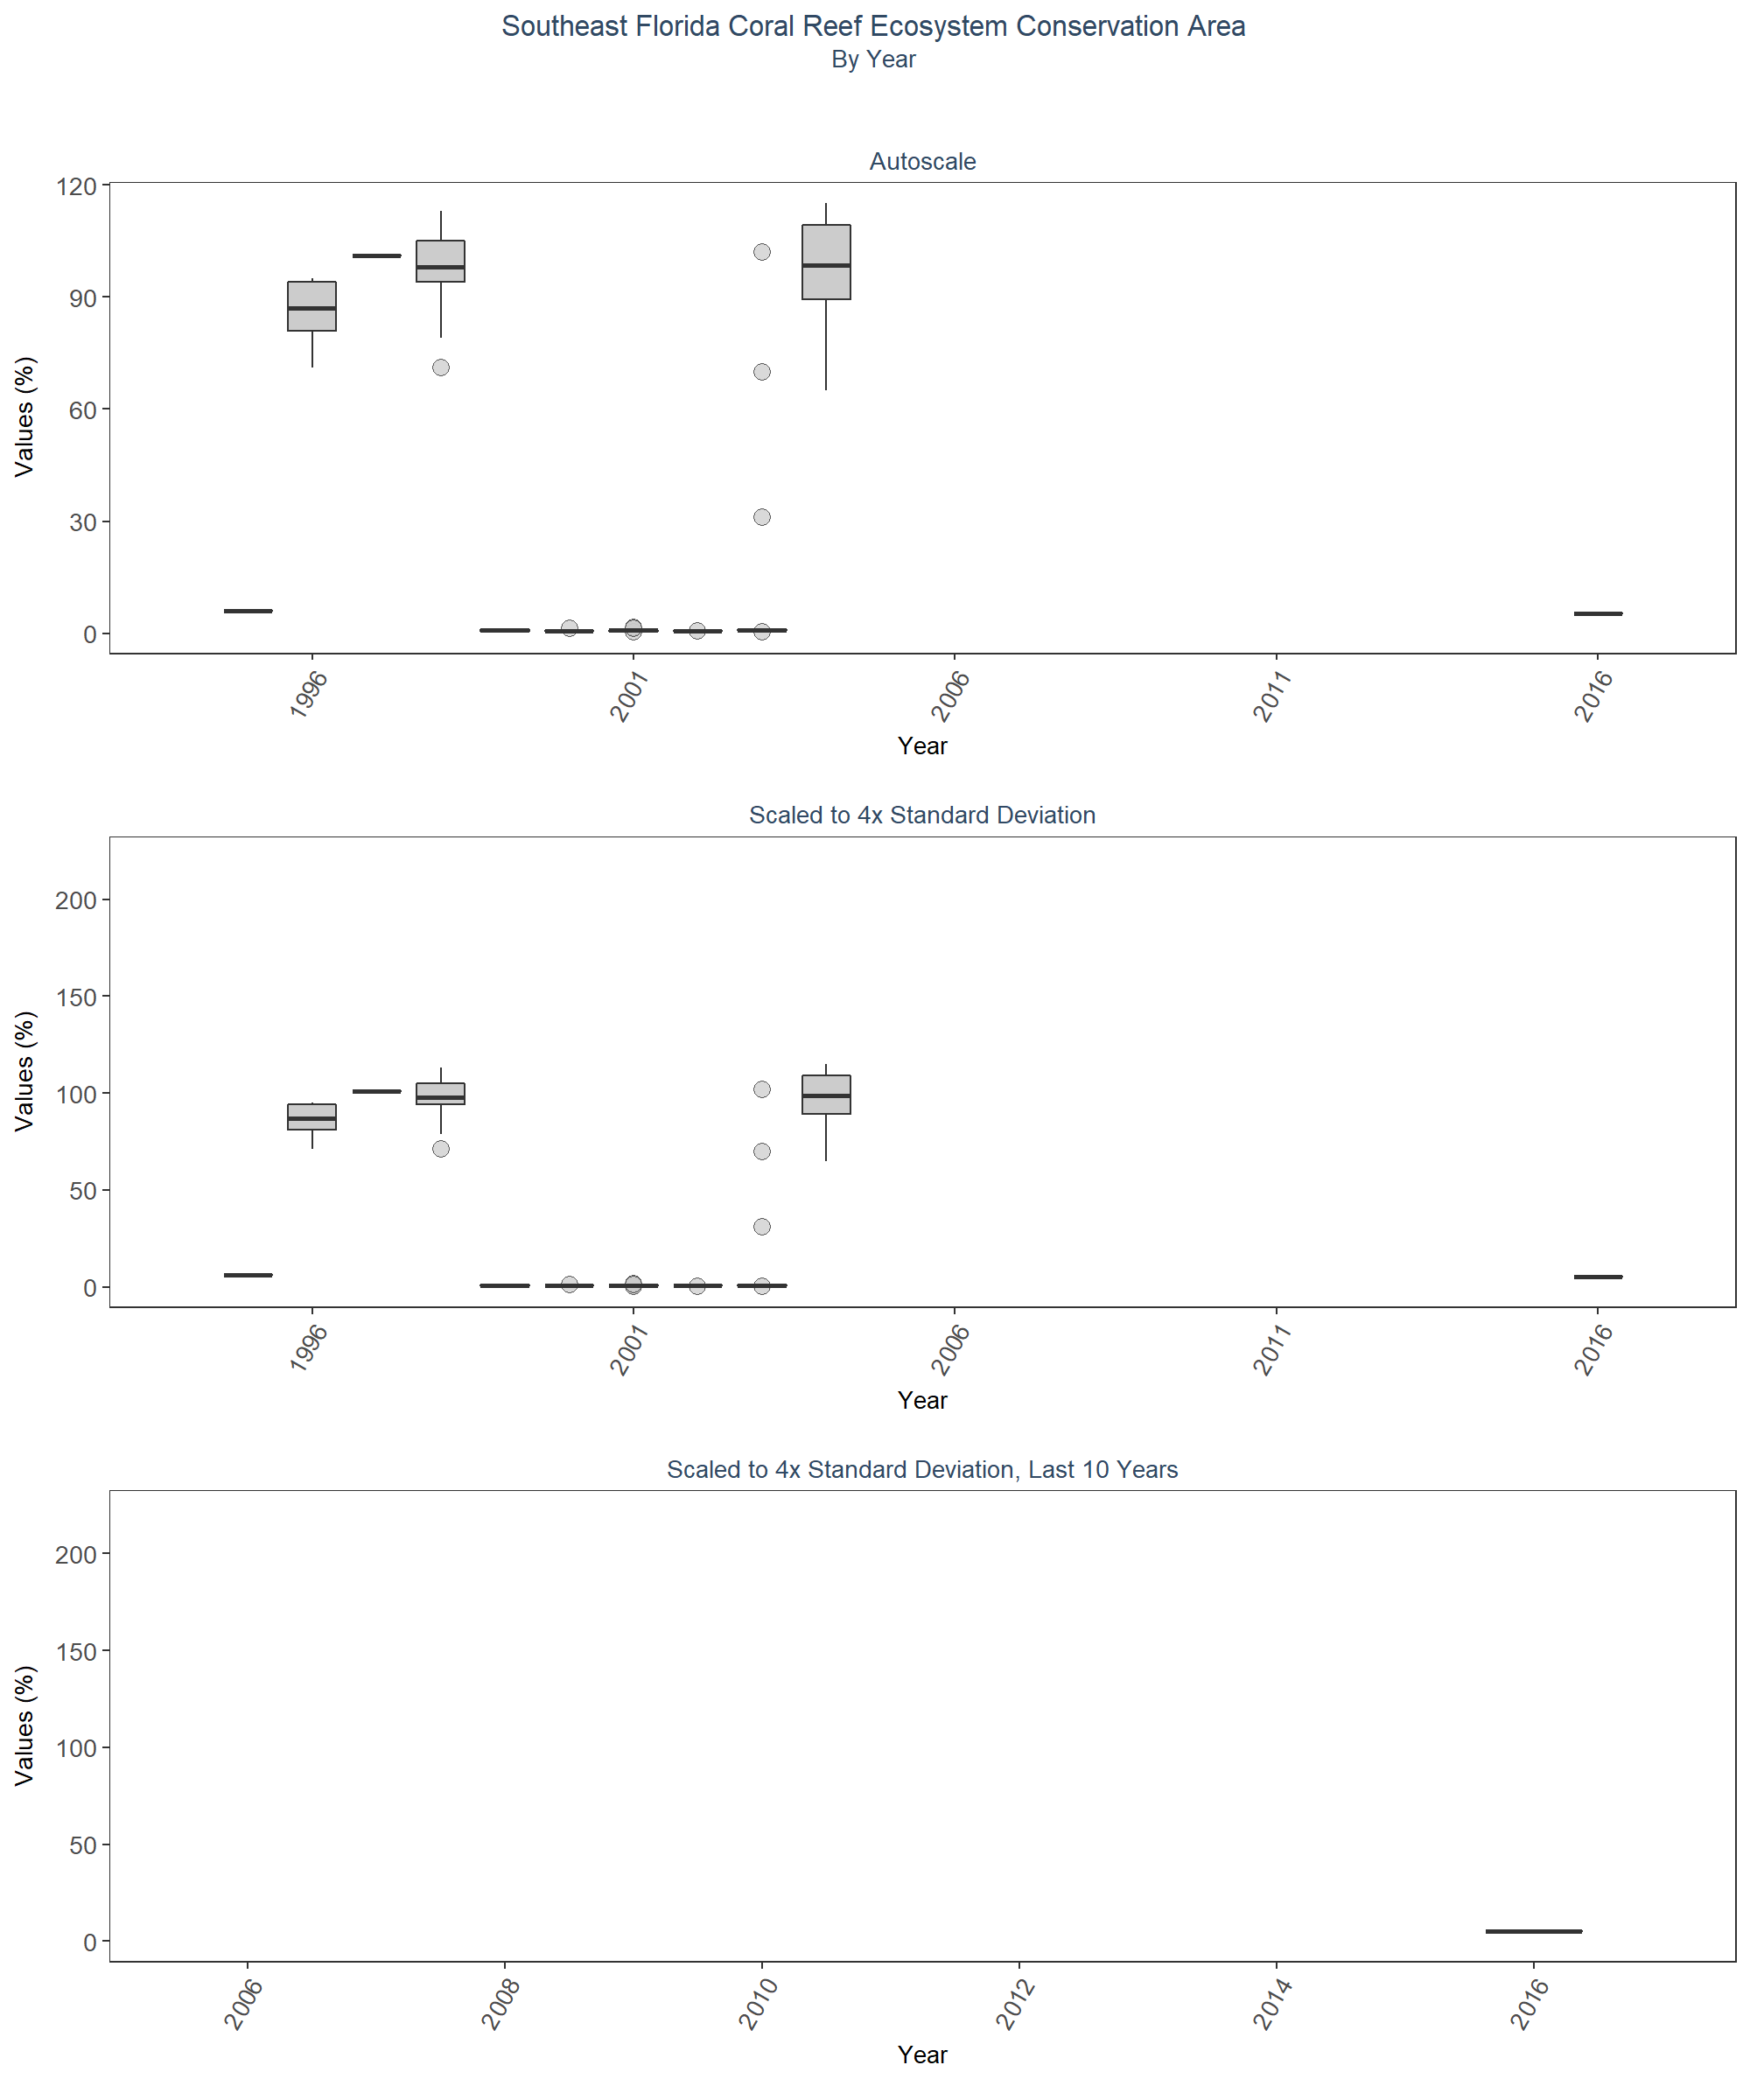 Southeast Florida Coral Reef Ecosystem Conservation Area
By Year
Autoscale
Values (%)
120
90
60
30
0
1996
2001
2006
2011
2016
Year
Scaled to 4x Standard Deviation
Values (%)
200
150
100
50
0
1996
2001
2006
2011
2016
Year
Scaled to 4x Standard Deviation, Last 10 Years
Values (%)
200
150
100
50
0
2006
2008
2010
2012
2014
2016
Year